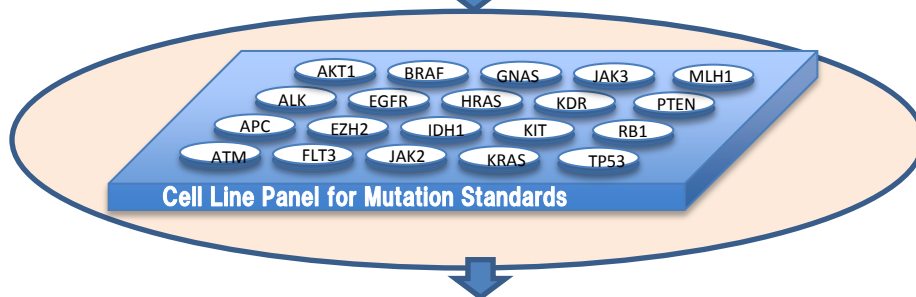 AKT1 BRAF GNAS JAK3 MLH1
ALK EGFR HRAS KDR PTEN
APC EZH2 IDH1 KIT RB1
ATM FLT3 JAK2 KRAS TP53
Cell Line Panel for Mutation Standards